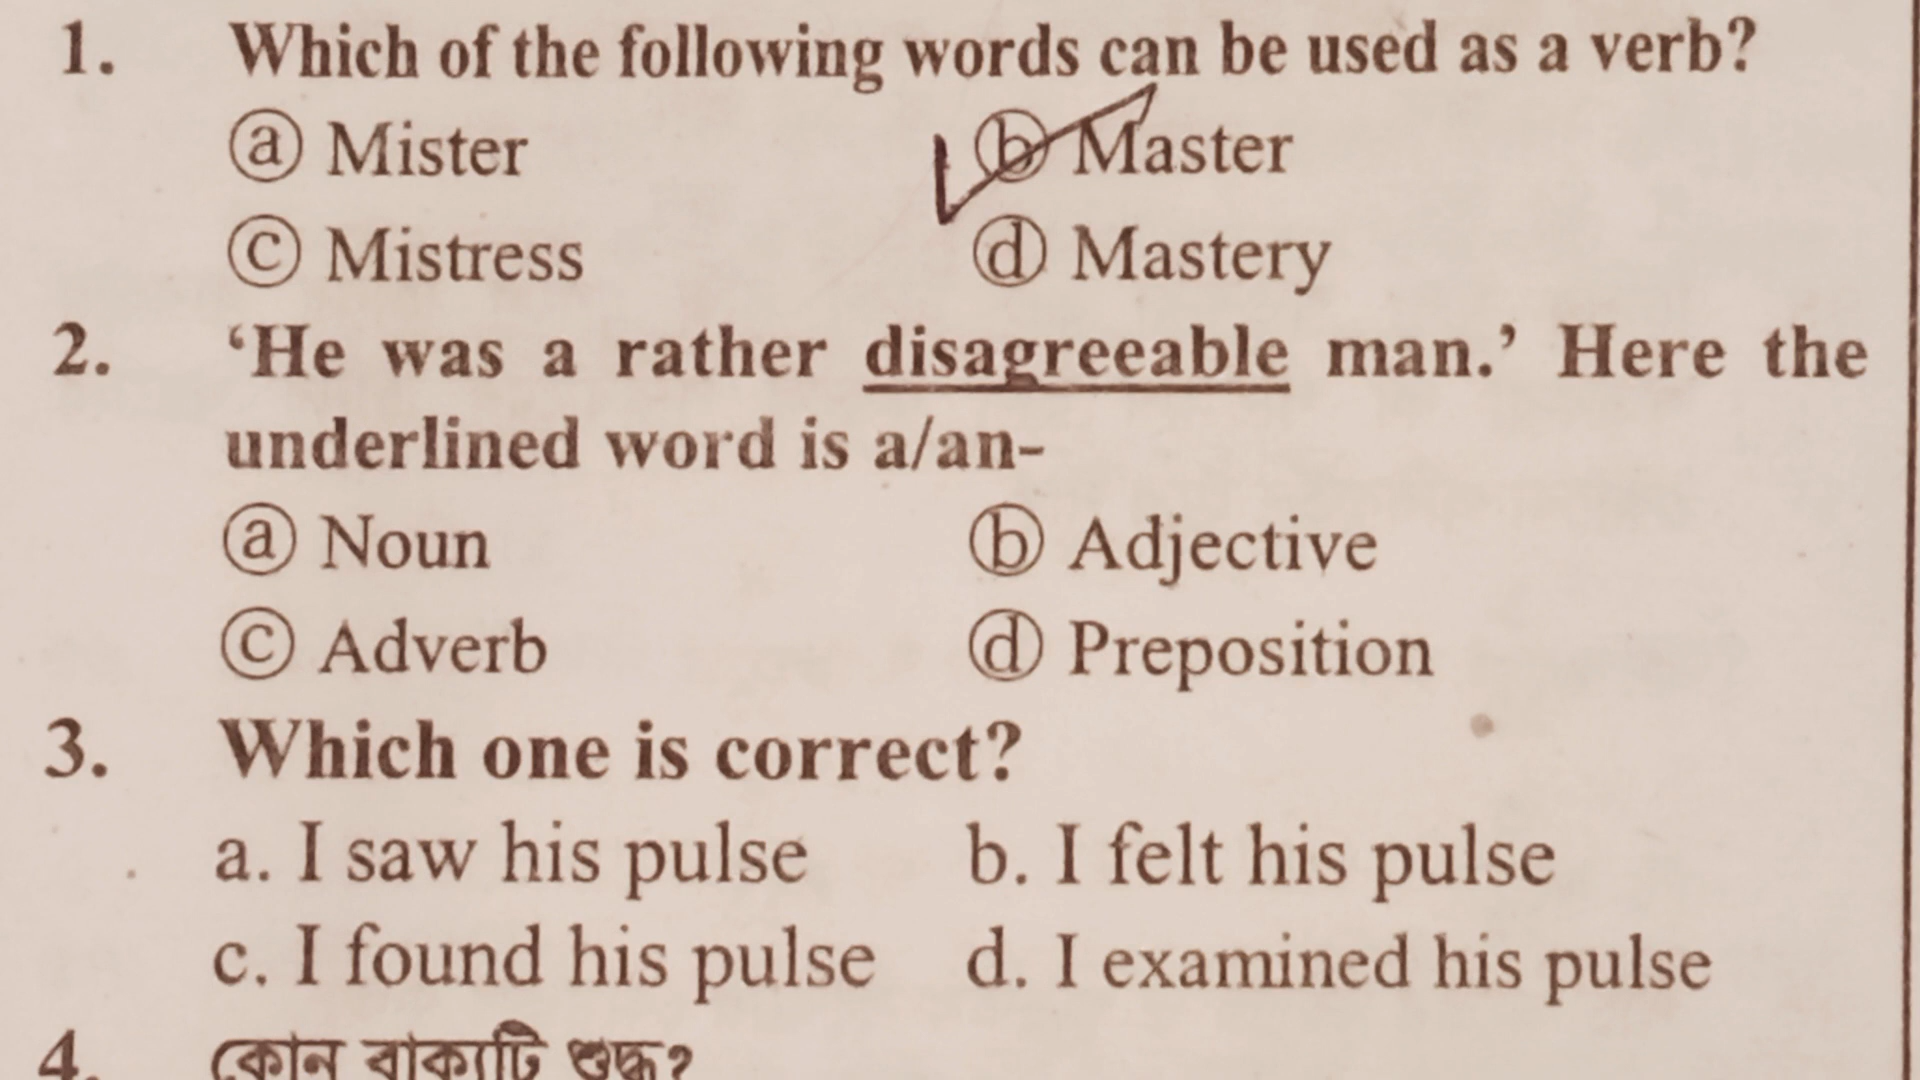 1. Which of the following words can be used as a verb?
ⓐ Mister ⓑ Master
ⓒ Mistress ⓓ Mastery
2. ‘He was a rather disagreeable man.’ Here the
underlined word is a/an-
ⓐ Noun ⓑ Adjective
ⓒ Adverb ⓓ Preposition
3. Which one is correct?
a. I saw his pulse b. I felt his pulse
c. I found his pulse d. I examined his pulse
4. কোন বাক্যটি শুদ্ধ?